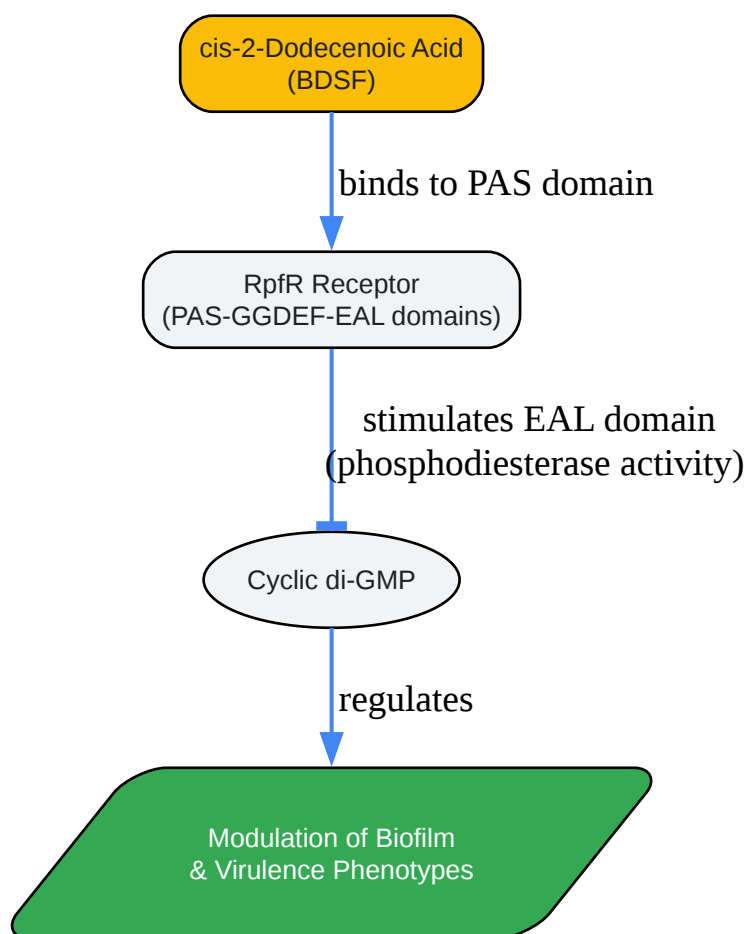 cis-2-Dodecenoic Acid
(BDSF)
binds to PAS domain
RpfR Receptor
(PAS-GGDEF-EAL domains)
stimulates EAL domain
(phosphodiesterase activity)
Cyclic di-GMP
regulates
Modulation of Biofilm
& Virulence Phenotypes